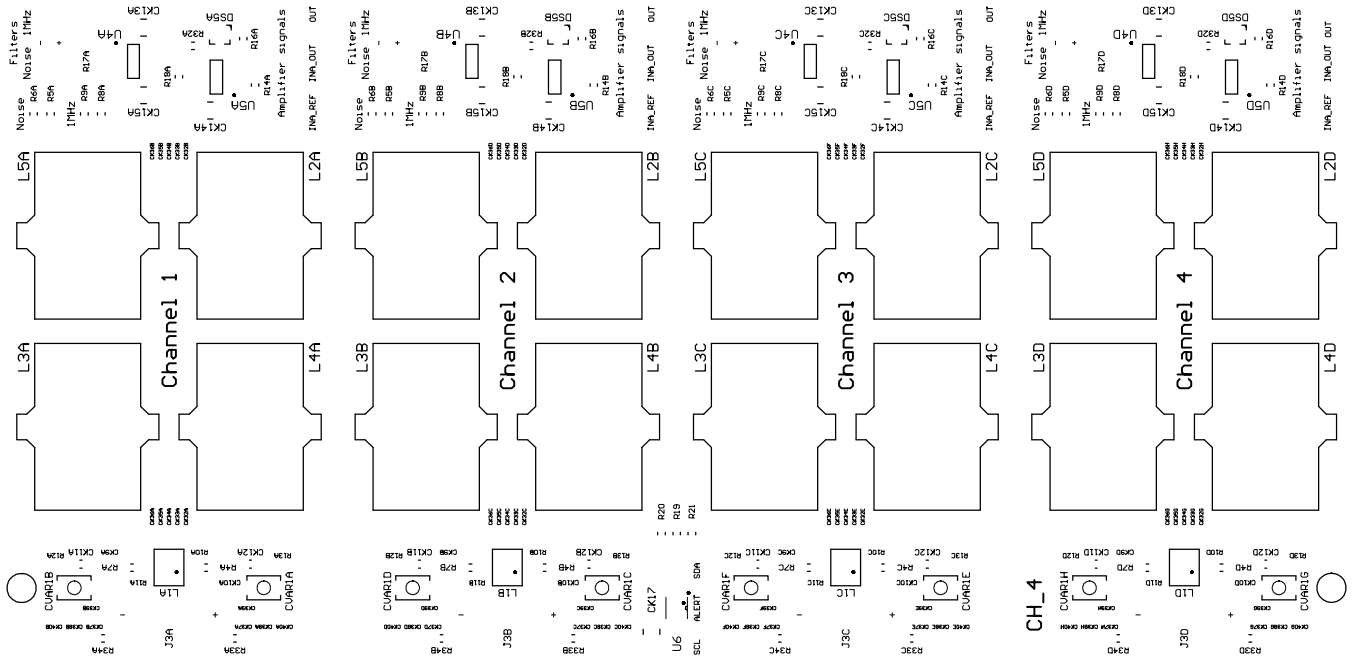 Filters
Noise 1MHz
- +
R17A
U4A
CK13A
R6A
R5A
R9A
R8A
Noise
1MHz
CK15A
R18A
R32A
DS5A
R16A
R14A
U5A
CK14A
Amplifier signals
INA_REF INA_OUT OUT
Filters
Noise 1MHz
- +
R17B
U4B
CK13B
R6B
R5B
R9B
R8B
Noise
1MHz
CK15B
R18B
R32B
DS5B
R16B
R14B
U5B
CK14B
Amplifier signals
INA_REF INA_OUT OUT
Filters
Noise 1MHz
- +
R17C
U4C
CK13C
R6C
R5C
R9C
R8C
Noise
1MHz
CK15C
R18C
R32C
DS5C
R16C
R14C
U5C
CK14C
Amplifier signals
INA_REF INA_OUT OUT
Filters
Noise 1MHz
- +
R17D
U4D
CK13D
R6D
R5D
R9D
R8D
Noise
1MHz
CK15D
R18D
R32D
DS5D
R16D
R14D
U5D
CK14D
Amplifier signals
INA_REF INA_OUT OUT
L5A
L2A
L5B
L2B
L5C
L2C
L5D
L2D
Channel 1
Channel 2
Channel 3
Channel 4
L3A
L4A
L3B
L4B
L3C
L4C
L3D
L4D
R20
R19
R21
R12A
CK11A
CK9A
R7A
R11A
L1A
R10A
R4A
CK10A
CK12A
R13A
CVAR1B
CVAR1A
- +
J3A
R34A
R33A
R12B
CK11B
CK9B
R7B
R11B
L1B
R10B
R4B
CK10B
CK12B
R13B
CVAR1D
CVAR1C
- +
J3B
R34B
R33B
CK17
U6
SDA
ALERT
SCL
R12C
CK11C
CK9C
R7C
R11C
L1C
R10C
R4C
CK10C
CK12C
R13C
CVAR1F
CVAR1E
- +
J3C
R34C
R33C
CH_4
R12D
CK11D
CK9D
R7D
R11D
L1D
R10D
R4D
CK10D
CK12D
R13D
CVAR1H
CVAR1G
- +
J3D
R34D
R33D